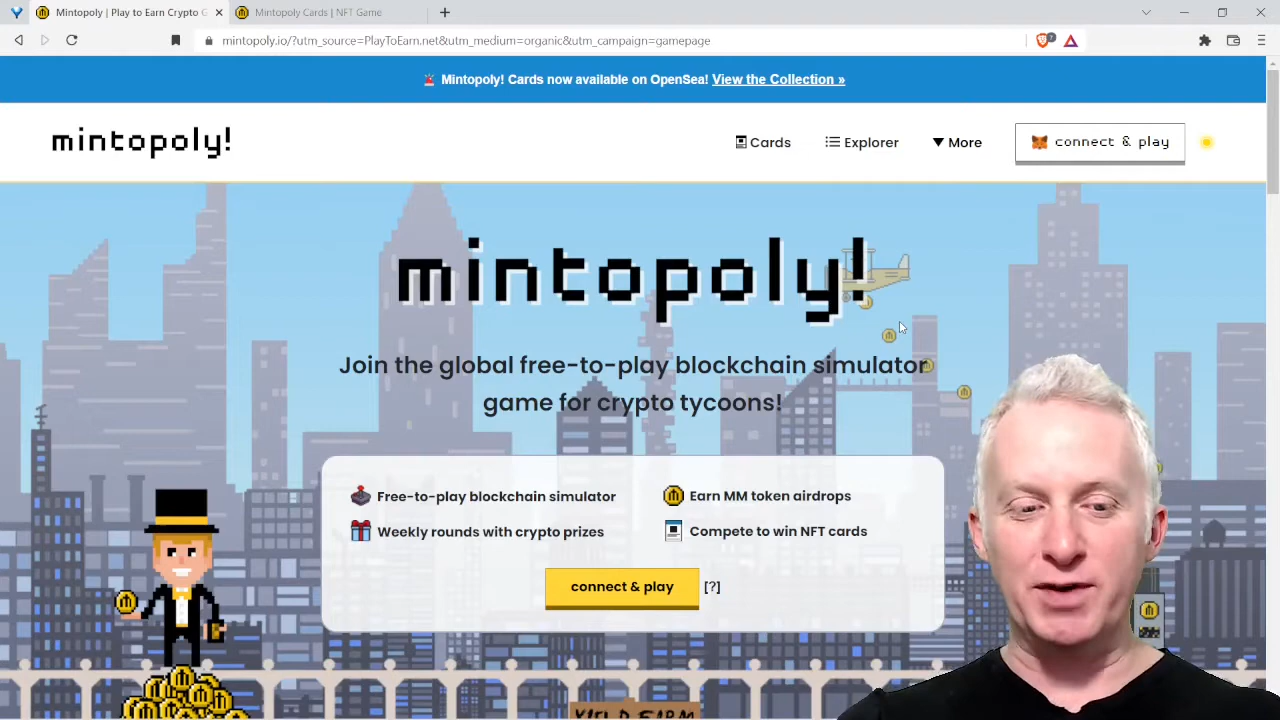 Mintopoly | Play to Earn Crypto G
Mintopoly Cards | NFT Game
mintopoly.io/?utm_source=PlayToEarn.net&utm_medium=organic&utm_campaign=gamepage
7
Mintopoly! Cards now available on OpenSea! View the Collection »
mintopoly!
Cards
Explorer
▼ More
connect & play
mintopoly!
Join the global free-to-play blockchain simulator
game for crypto tycoons!
Free-to-play blockchain simulator
Earn MM token airdrops
Weekly rounds with crypto prizes
Compete to win NFT cards
connect & play [?]
YIELD FARM